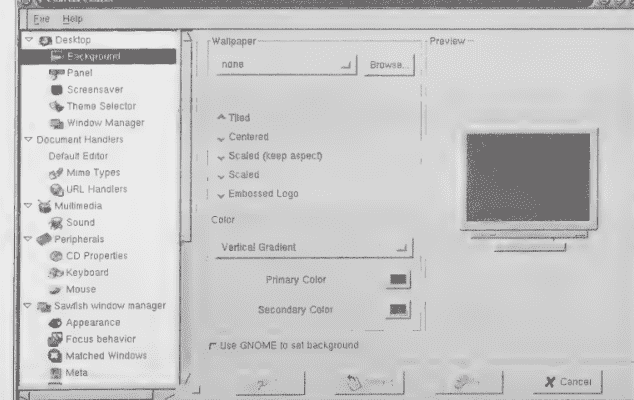 File Help
Desktop
Background
Panel
Screensaver
Theme Selector
Window Manager
Document Handlers
Default Editor
Mime Types
URL Handlers
Multimedia
Sound
Peripherals
CD Properties
Keyboard
Mouse
Sawfish window manager
Appearance
Focus behavior
Matched Windows
Meta
Wallpaper
none
Browse...
Tiled
Centered
Scaled (keep aspect)
Scaled
Embossed Logo
Color
Vertical Gradient
Primary Color
Secondary Color
Use GNOME to set background
Preview
Cancel